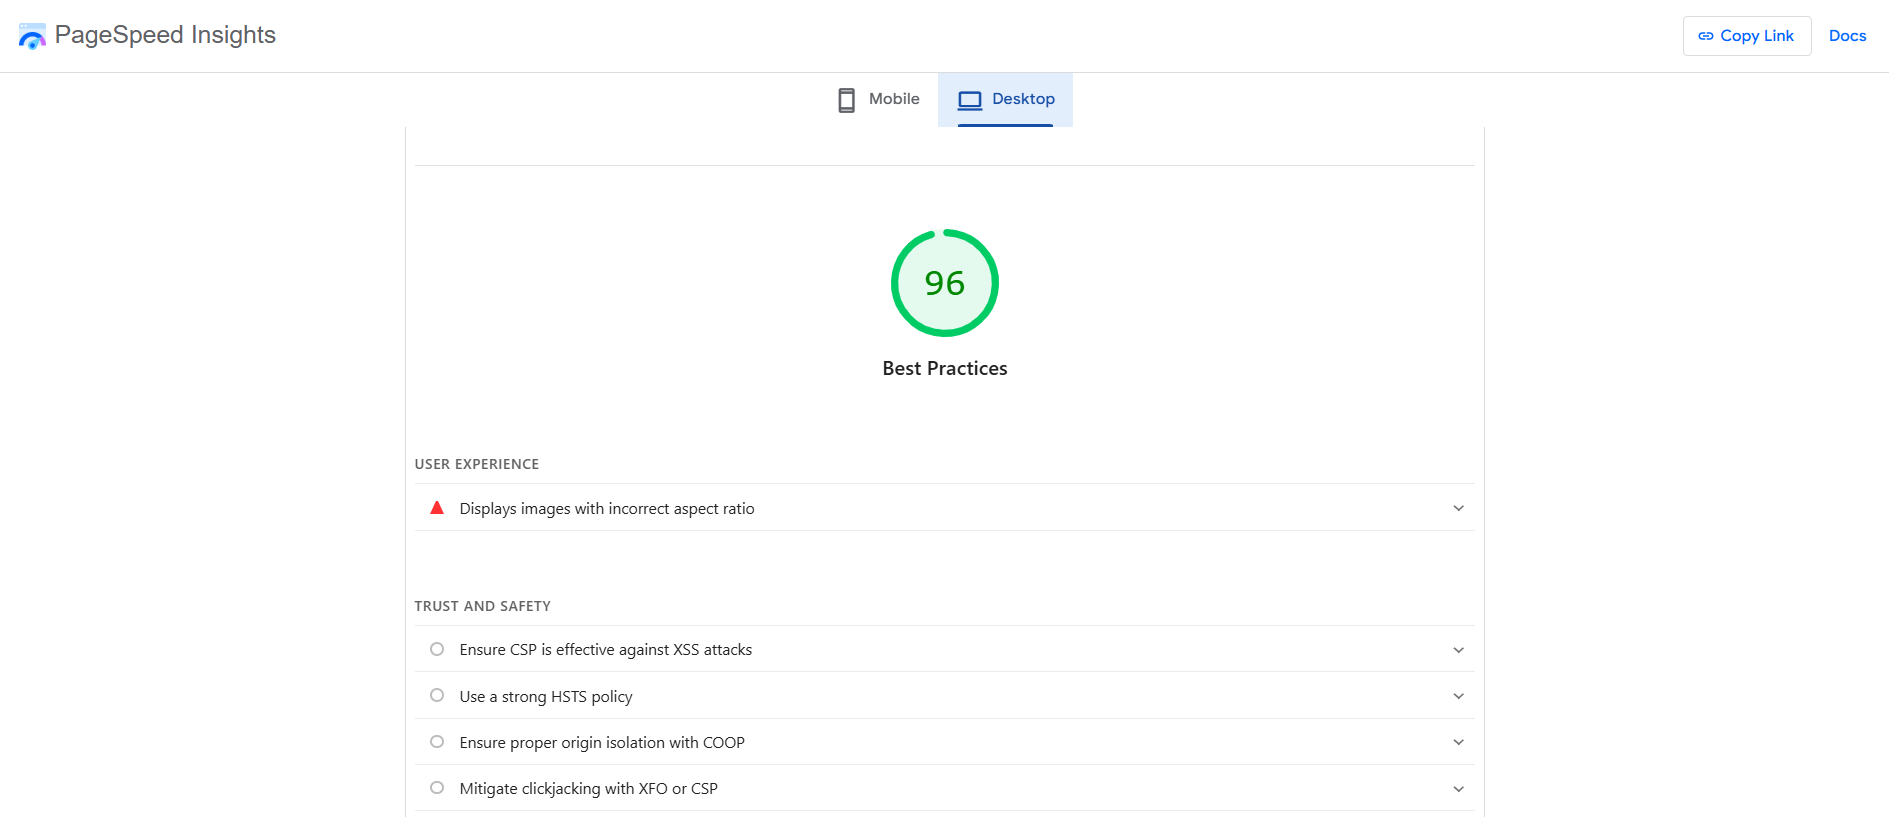 PageSpeed Insights
Copy Link
Docs
Mobile
Desktop
96
Best Practices
USER EXPERIENCE
Displays images with incorrect aspect ratio
TRUST AND SAFETY
Ensure CSP is effective against XSS attacks
Use a strong HSTS policy
Ensure proper origin isolation with COOP
Mitigate clickjacking with XFO or CSP